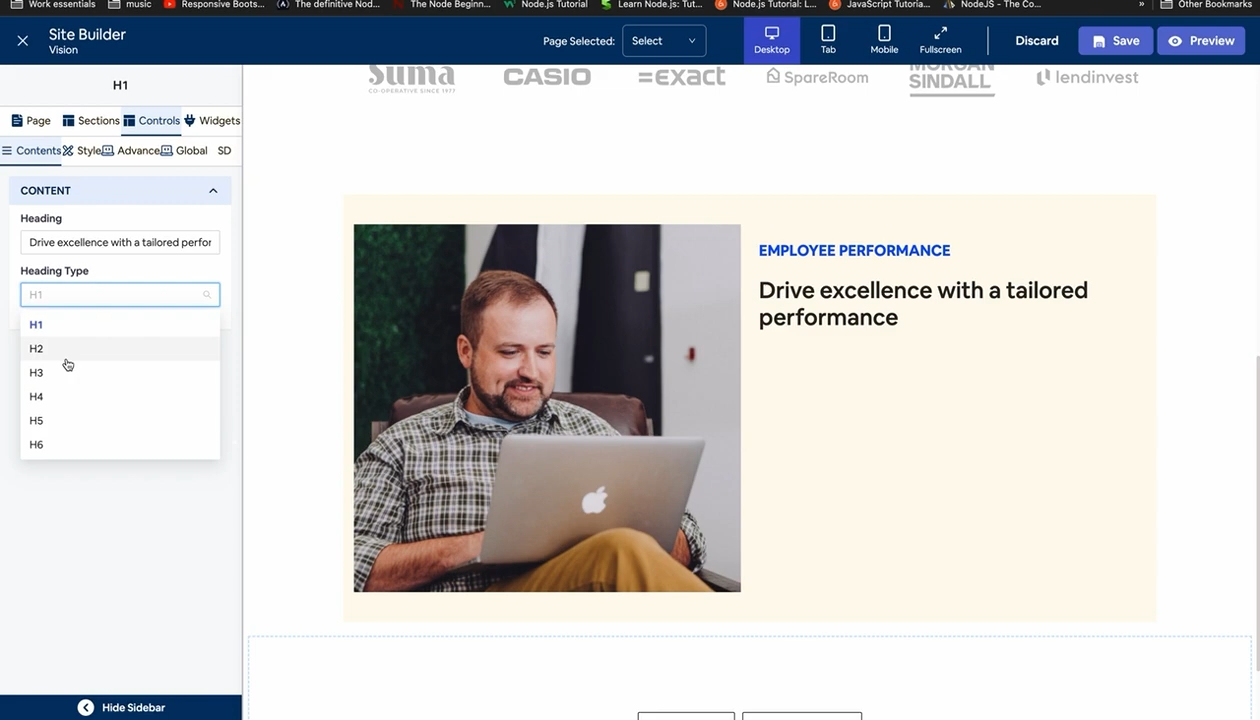 Work essentials
music
Responsive Boots...
The definitive Nod...
The Node Beginn...
Node.js Tutorial
Learn Node.js: Tut...
Node.js Tutorial: L...
JavaScript Tutoria...
NodeJS - The Co...
»
Other Bookmarks
Site Builder
Vision
Page Selected:
Select
Desktop
Tab
Mobile
Fullscreen
Discard
Save
Preview
H1
Page
Sections
Controls
Widgets
Contents
Style
Advance
Global
SD
CONTENT
Heading
Drive excellence with a tailored perfor
Heading Type
H1
H1
H2
H3
H4
H5
H6
Hide Sidebar
suma
CO-OPERATIVE SINCE 1977
CASIO
=exact
SpareRoom
MORGAN
SINDALL
lendinvest
EMPLOYEE PERFORMANCE
Drive excellence with a tailored
performance